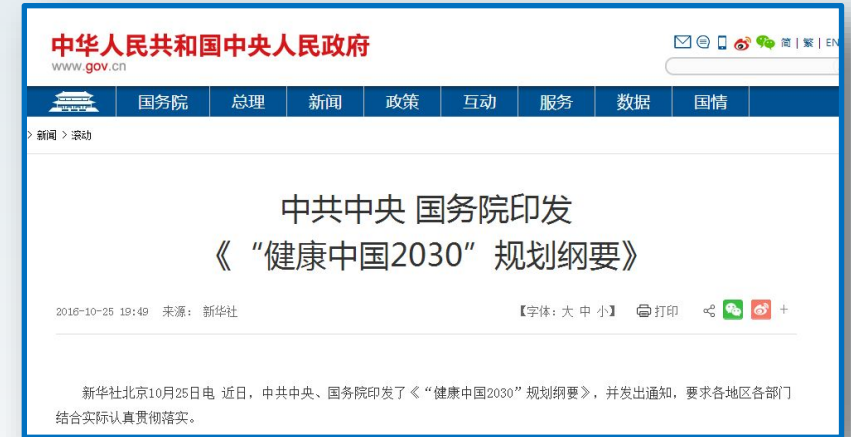 中华人民共和国中央人民政府
www.gov.cn
简 | 繁 | EN
国务院 总理 新闻 政策 互动 服务 数据 国情
> 新闻 > 滚动
中共中央 国务院印发
《“健康中国2030”规划纲要》
2016-10-25 19:49 来源： 新华社 【字体：大 中 小】 打印 +
新华社北京10月25日电 近日，中共中央、国务院印发了《“健康中国2030”规划纲要》，并发出通知，要求各地区各部门
结合实际认真贯彻落实。